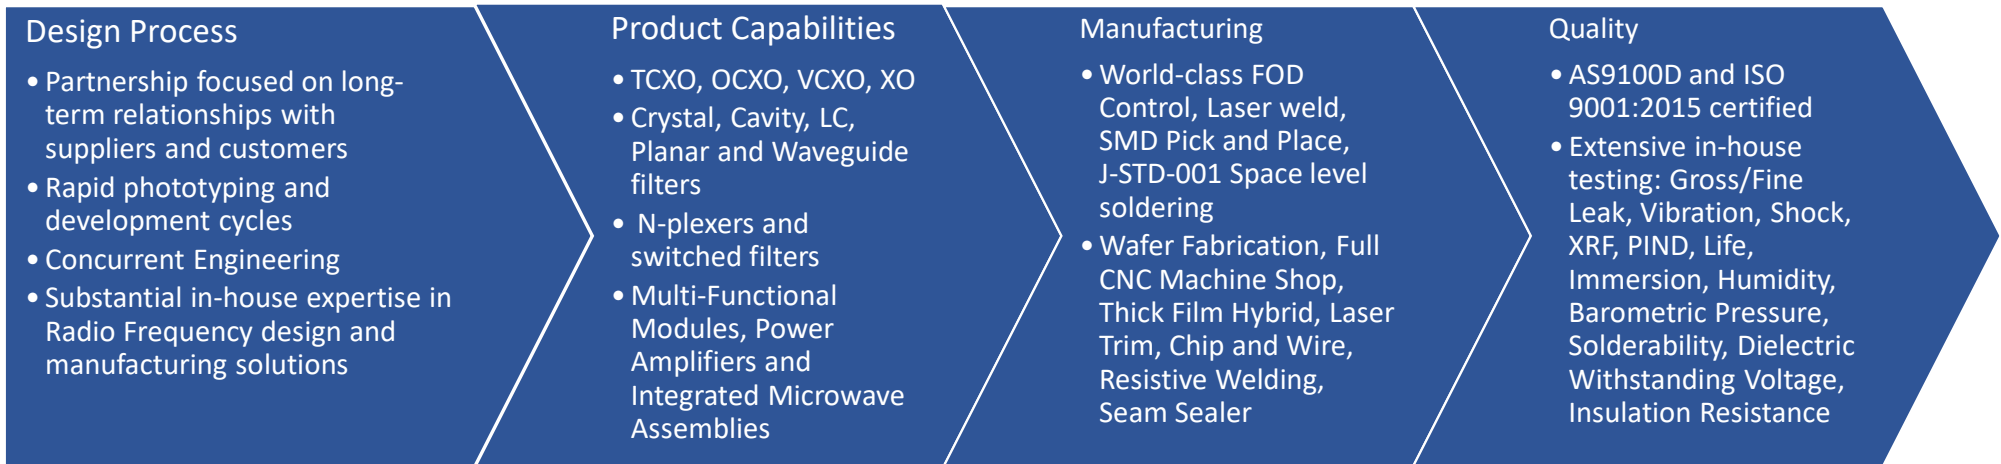 Design Process
• Partnership focused on long-
term relationships with
suppliers and customers
• Rapid phototyping and
development cycles
• Concurrent Engineering
• Substantial in-house expertise in
Radio Frequency design and
manufacturing solutions
Product Capabilities
• TCXO, OCXO, VCXO, XO
• Crystal, Cavity, LC,
Planar and Waveguide
filters
• N-plexers and
switched filters
• Multi-Functional
Modules, Power
Amplifiers and
Integrated Microwave
Assemblies
Manufacturing
• World-class FOD
Control, Laser weld,
SMD Pick and Place,
J-STD-001 Space level
soldering
• Wafer Fabrication, Full
CNC Machine Shop,
Thick Film Hybrid, Laser
Trim, Chip and Wire,
Resistive Welding,
Seam Sealer
Quality
• AS9100D and ISO
9001:2015 certified
• Extensive in-house
testing: Gross/Fine
Leak, Vibration, Shock,
XRF, PIND, Life,
Immersion, Humidity,
Barometric Pressure,
Solderability, Dielectric
Withstanding Voltage,
Insulation Resistance